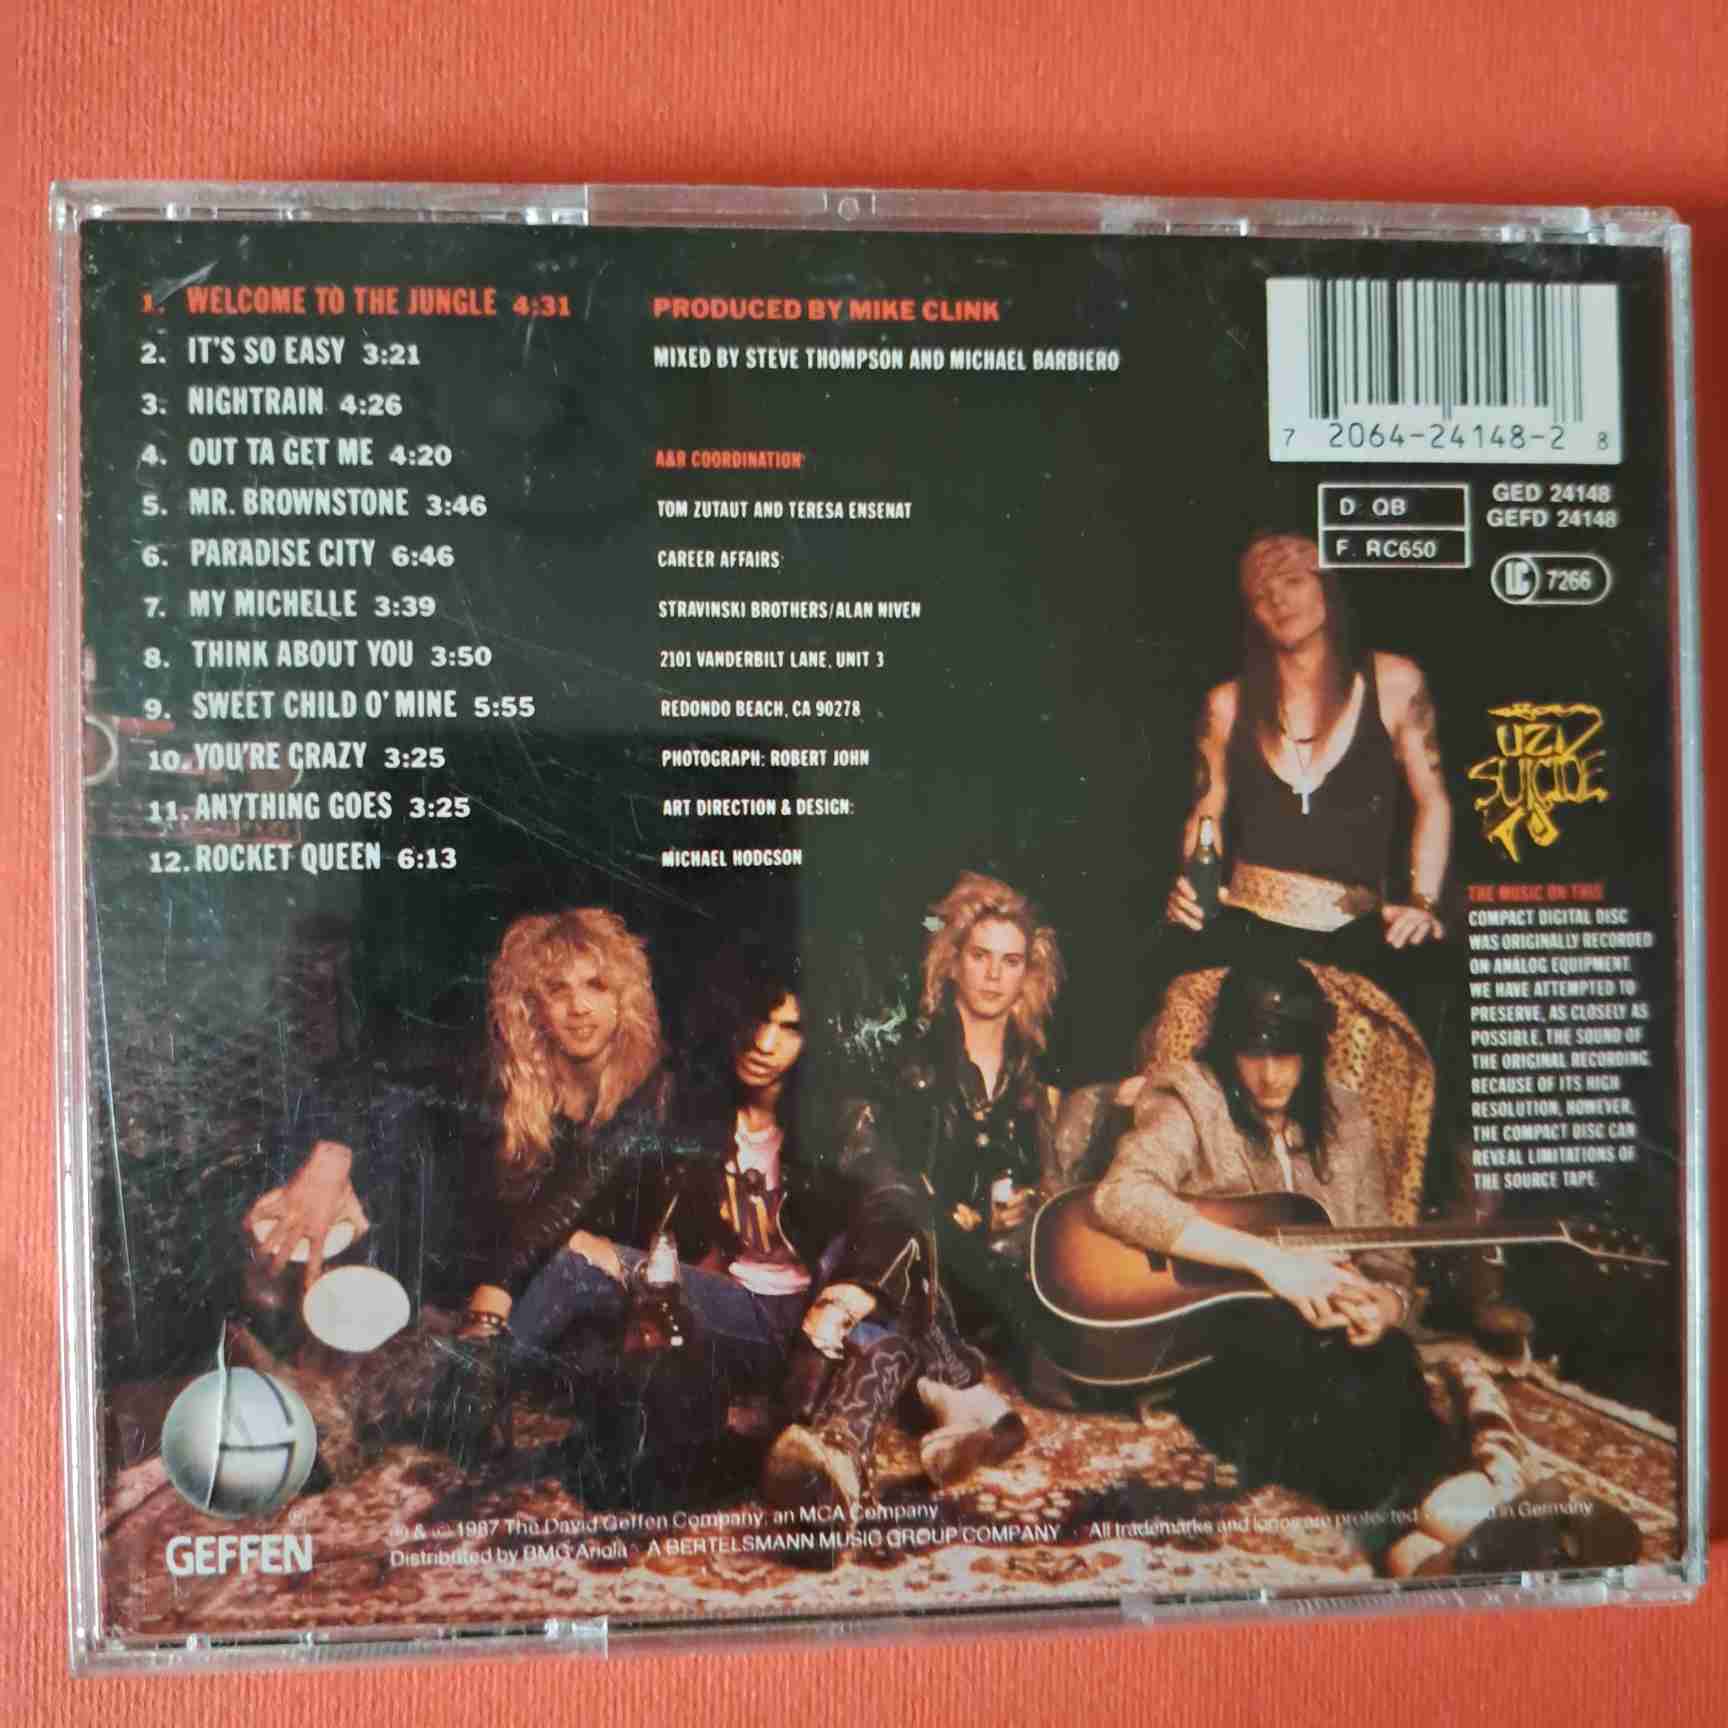 1. WELCOME TO THE JUNGLE 4:31
2. IT'S SO EASY 3:21
3. NIGHTRAIN 4:26
4. OUT TA GET ME 4:20
5. MR. BROWNSTONE 3:46
6. PARADISE CITY 6:46
7. MY MICHELLE 3:39
8. THINK ABOUT YOU 3:50
9. SWEET CHILD O' MINE 5:55
10. YOU'RE CRAZY 3:25
11. ANYTHING GOES 3:25
12. ROCKET QUEEN 6:13
PRODUCED BY MIKE CLINK
MIXED BY STEVE THOMPSON AND MICHAEL BARBIERO
A&R COORDINATION:
TOM ZUTAUT AND TERESA ENSENAT
CAREER AFFAIRS:
STRAVINSKI BROTHERS/ALAN NIVEN
2101 VANDERBILT LANE, UNIT 3
REDONDO BEACH, CA 90278
PHOTOGRAPH: ROBERT JOHN
ART DIRECTION & DESIGN:
MICHAEL HODGSON
7 2064-24148-2 8
D: QB
F: RC650
GED 24148
GEFD 24148
LC 7266
UZI
SUICIDE
THE MUSIC ON THIS
COMPACT DIGITAL DISC
WAS ORIGINALLY RECORDED
ON ANALOG EQUIPMENT.
WE HAVE ATTEMPTED TO
PRESERVE, AS CLOSELY AS
POSSIBLE, THE SOUND OF
THE ORIGINAL RECORDING.
BECAUSE OF ITS HIGH
RESOLUTION, HOWEVER,
THE COMPACT DISC CAN
REVEAL LIMITATIONS OF
THE SOURCE TAPE.
GEFFEN
℗ & © 1987 The David Geffen Company, an MCA Company
Distributed by BMG Ariola · A BERTELSMANN MUSIC GROUP COMPANY · All trademarks and logos are protected · in Germany